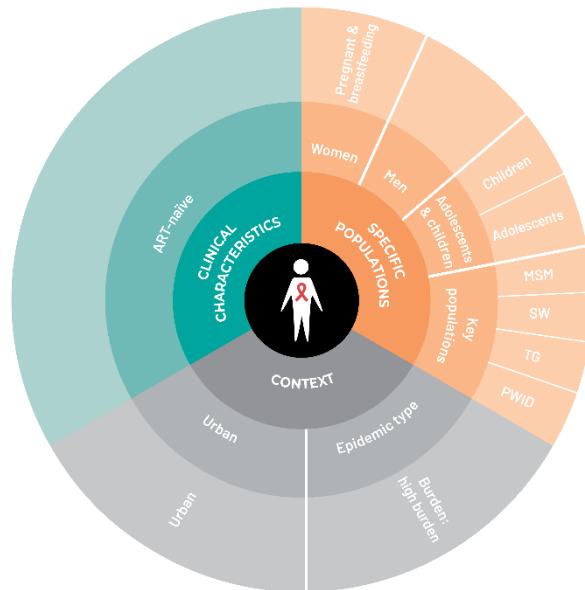 Pregnant &
breastfeeding
Women
Men
Adolescents
& children
Children
Adolescents
Key
populations
MSM
SW
TG
PWID
SPECIFIC
POPULATIONS
ART-naïve
CLINICAL
CHARACTERISTICS
CONTEXT
Urban
Urban
Epidemic type
Burden:
high burden